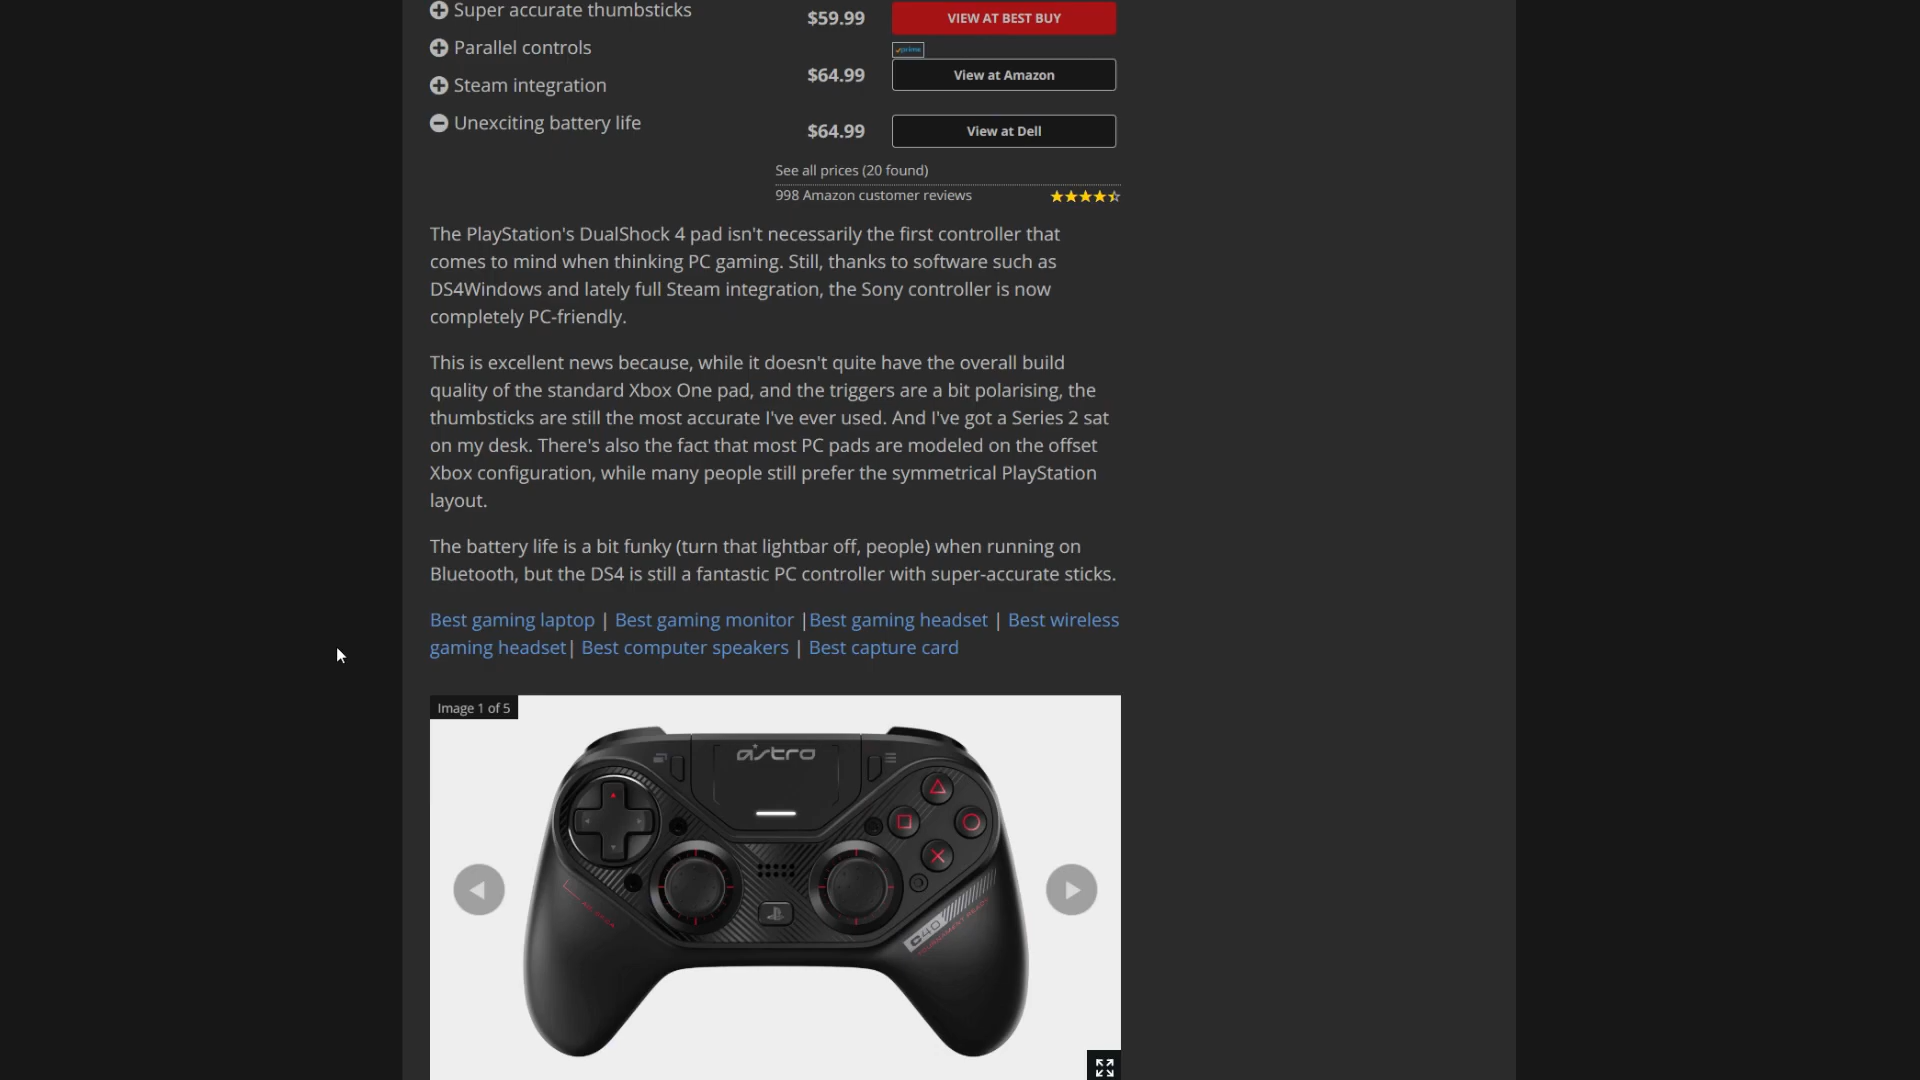 Super accurate thumbsticks
Parallel controls
Steam integration
Unexciting battery life
$59.99
VIEW AT BEST BUY
prime
$64.99
View at Amazon
$64.99
View at Dell
See all prices (20 found)
998 Amazon customer reviews
The PlayStation's DualShock 4 pad isn't necessarily the first controller that
comes to mind when thinking PC gaming. Still, thanks to software such as
DS4Windows and lately full Steam integration, the Sony controller is now
completely PC-friendly.
This is excellent news because, while it doesn't quite have the overall build
quality of the standard Xbox One pad, and the triggers are a bit polarising, the
thumbsticks are still the most accurate I've ever used. And I've got a Series 2 sat
on my desk. There's also the fact that most PC pads are modeled on the offset
Xbox configuration, while many people still prefer the symmetrical PlayStation
layout.
The battery life is a bit funky (turn that lightbar off, people) when running on
Bluetooth, but the DS4 is still a fantastic PC controller with super-accurate sticks.
Best gaming laptop | Best gaming monitor |Best gaming headset | Best wireless
gaming headset| Best computer speakers | Best capture card
Image 1 of 5
astro
C40
TOURNAMENT READY